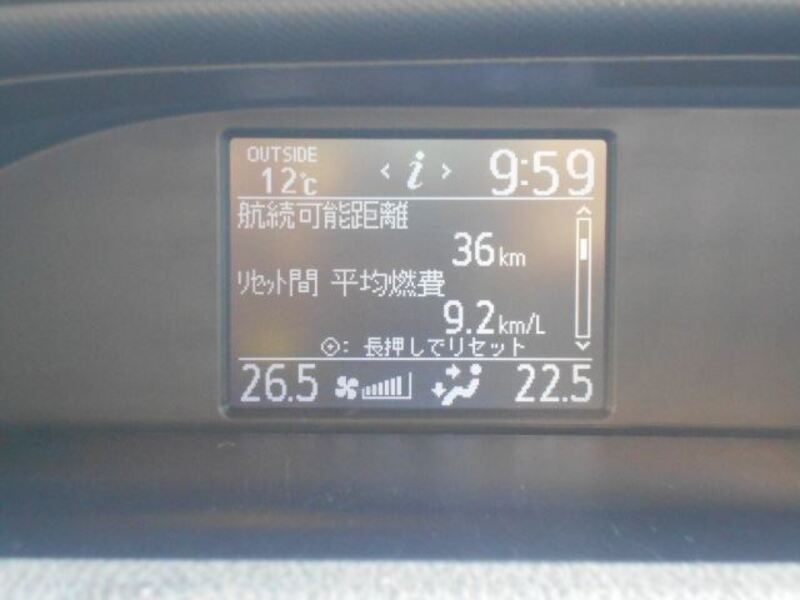 OUTSIDE
12°C
< i >
9:59
航続可能距離
36km
リセット間 平均燃費
9.2km/L
⊙: 長押しでリセット
26.5
22.5